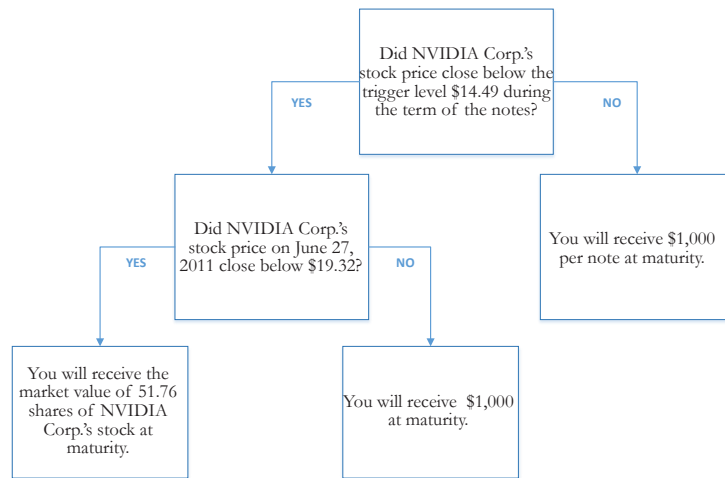 Did NVIDIA Corp.'s
stock price close below the
trigger level $14.49 during
the term of the notes?
YES
NO
Did NVIDIA Corp.'s
stock price on June 27,
2011 close below $19.32?
You will receive $1,000
per note at maturity.
YES
NO
You will receive the
market value of 51.76
shares of NVIDIA
Corp.'s stock at
maturity.
You will receive $1,000
at maturity.